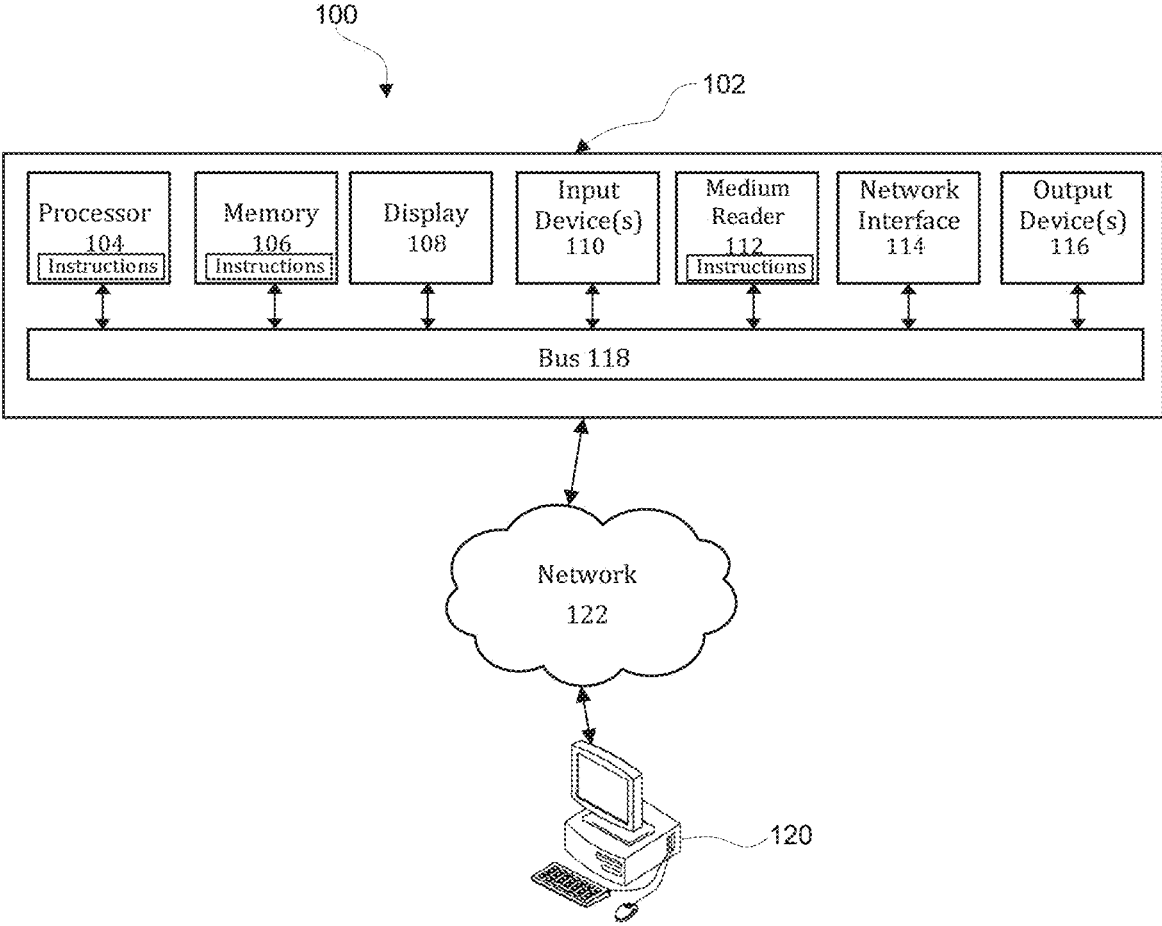 100
102
Processor
104
Instructions
Memory
106
Instructions
Display
108
Input
Device(s)
110
Medium
Reader
112
Instructions
Network
Interface
114
Output
Device(s)
116
Bus 118
Network
122
120